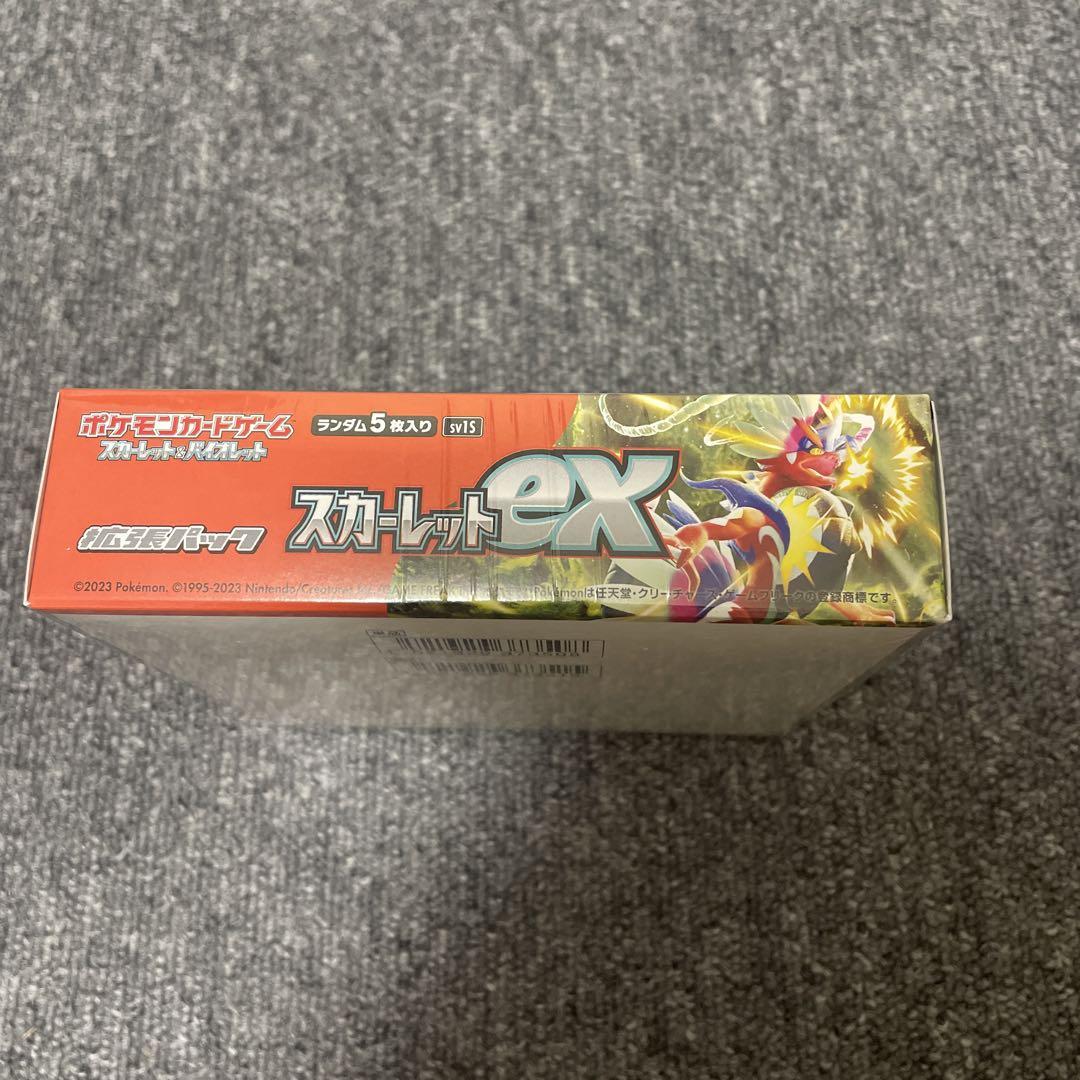 ポケモンカードゲーム
スカーレット&バイオレット
ランダム5枚入り
sv1S
スカーレットex
拡張パック
©2023 Pokémon. ©1995-2023 Nintendo/Creatures Inc./GAME FREAK
Pokémonは任天堂・クリーチャーズ・ゲームフリークの登録商標です。